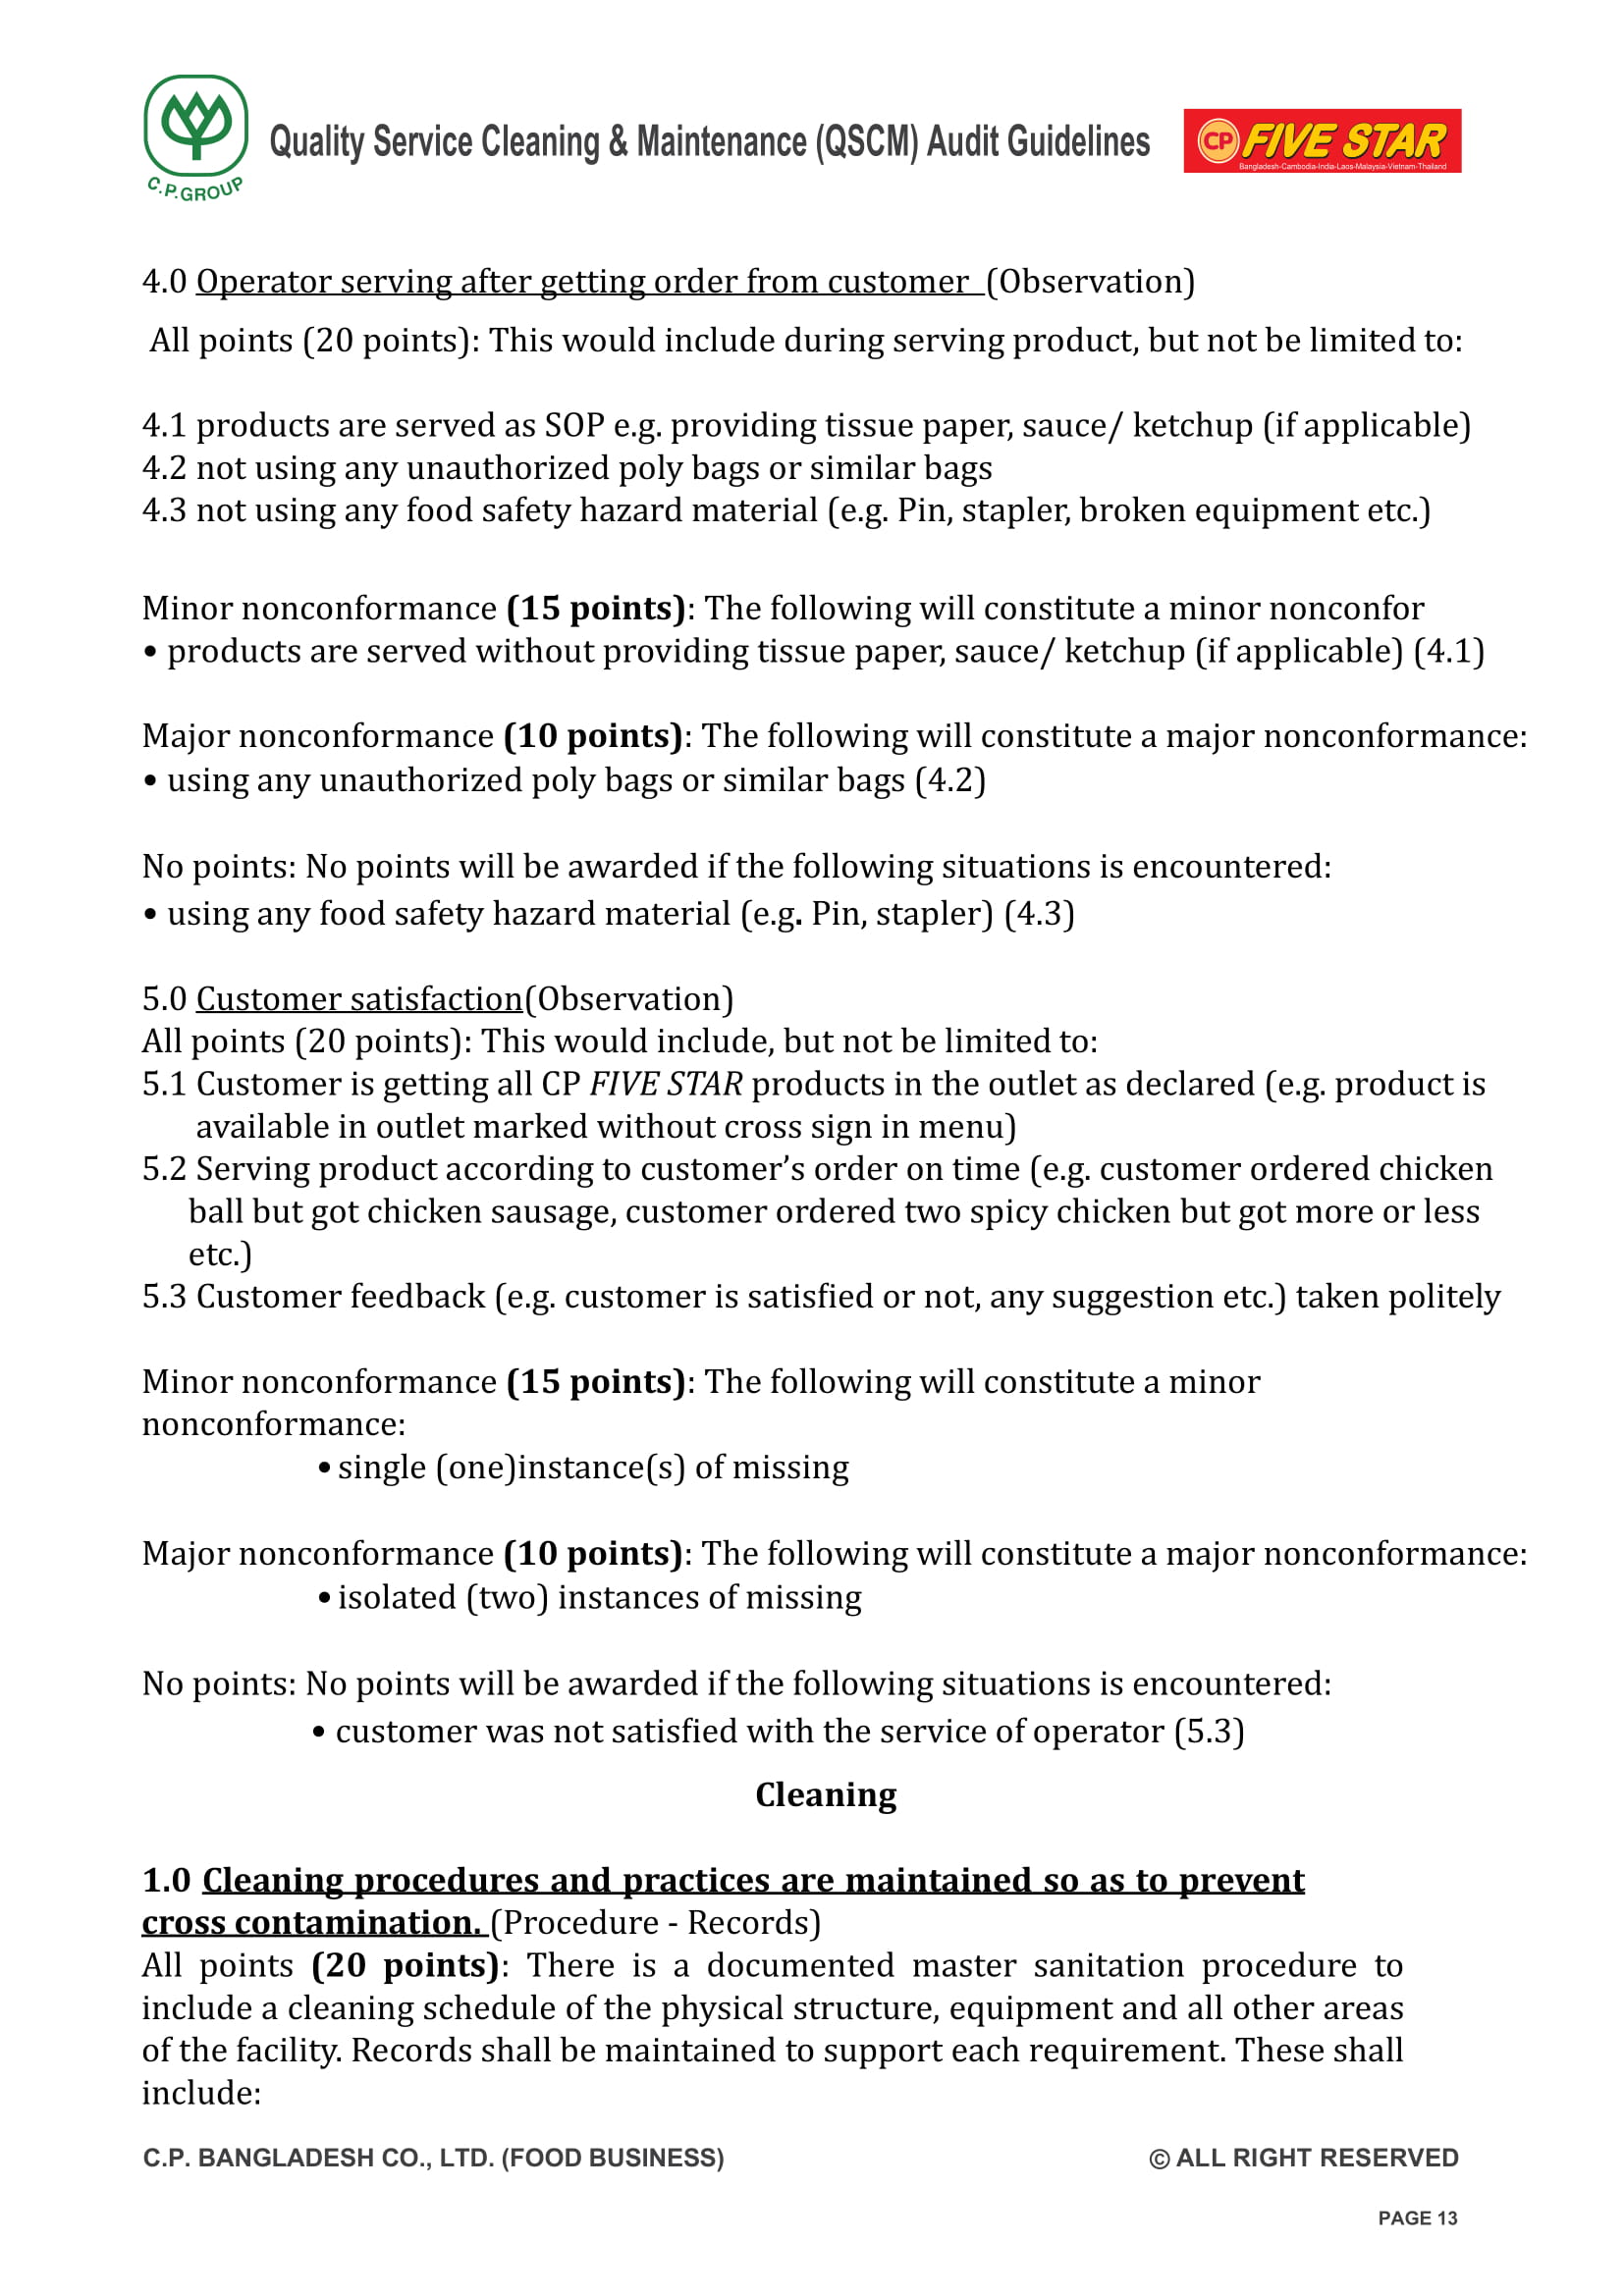 C.P.GROUP
Quality Service Cleaning & Maintenance (QSCM) Audit Guidelines
CP FIVE STAR
Bangladesh-Cambodia-India-Laos-Malaysia-Vietnam-Thailand
4.0 Operator serving after getting order from customer (Observation)
All points (20 points): This would include during serving product, but not be limited to:
4.1 products are served as SOP e.g. providing tissue paper, sauce/ ketchup (if applicable)
4.2 not using any unauthorized poly bags or similar bags
4.3 not using any food safety hazard material (e.g. Pin, stapler, broken equipment etc.)
Minor nonconformance (15 points): The following will constitute a minor nonconfor
• products are served without providing tissue paper, sauce/ ketchup (if applicable) (4.1)
Major nonconformance (10 points): The following will constitute a major nonconformance:
• using any unauthorized poly bags or similar bags (4.2)
No points: No points will be awarded if the following situations is encountered:
• using any food safety hazard material (e.g. Pin, stapler) (4.3)
5.0 Customer satisfaction(Observation)
All points (20 points): This would include, but not be limited to:
5.1 Customer is getting all CP FIVE STAR products in the outlet as declared (e.g. product is
available in outlet marked without cross sign in menu)
5.2 Serving product according to customer’s order on time (e.g. customer ordered chicken
ball but got chicken sausage, customer ordered two spicy chicken but got more or less
etc.)
5.3 Customer feedback (e.g. customer is satisfied or not, any suggestion etc.) taken politely
Minor nonconformance (15 points): The following will constitute a minor
nonconformance:
• single (one)instance(s) of missing
Major nonconformance (10 points): The following will constitute a major nonconformance:
• isolated (two) instances of missing
No points: No points will be awarded if the following situations is encountered:
• customer was not satisfied with the service of operator (5.3)
Cleaning
1.0 Cleaning procedures and practices are maintained so as to prevent
cross contamination. (Procedure - Records)
All points (20 points): There is a documented master sanitation procedure to
include a cleaning schedule of the physical structure, equipment and all other areas
of the facility. Records shall be maintained to support each requirement. These shall
include:
C.P. BANGLADESH CO., LTD. (FOOD BUSINESS)
© ALL RIGHT RESERVED
PAGE 13